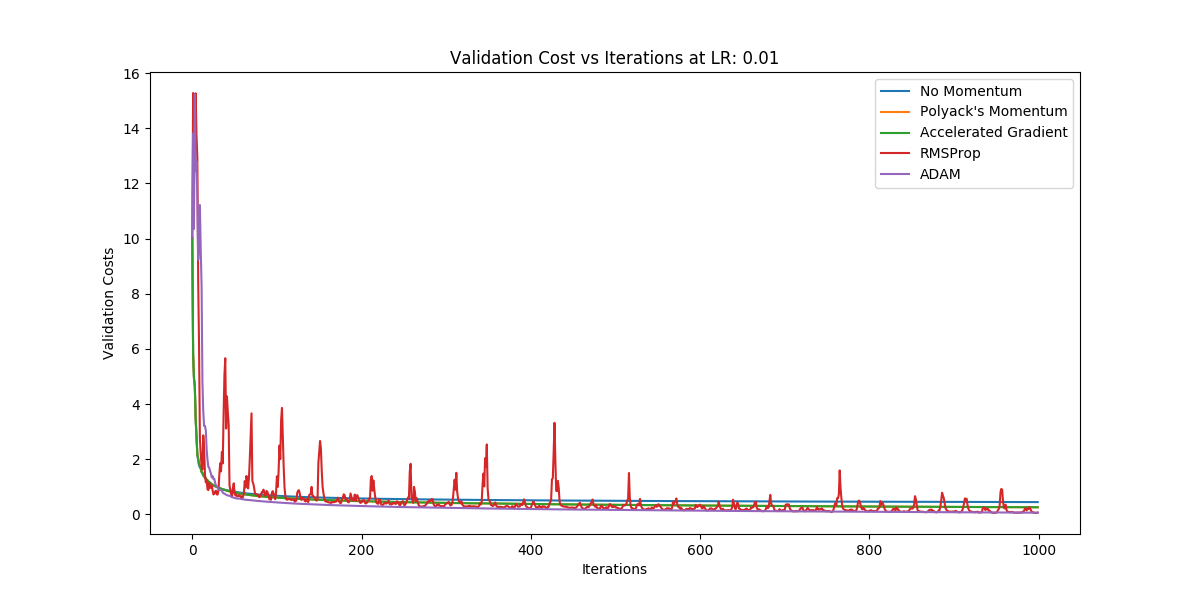 Validation Cost vs Iterations at LR: 0.01
16
14
12
10
8
6
4
2
0
Validation Costs
No Momentum
Polyack's Momentum
Accelerated Gradient
RMSProp
ADAM
0
200
400
600
800
1000
Iterations